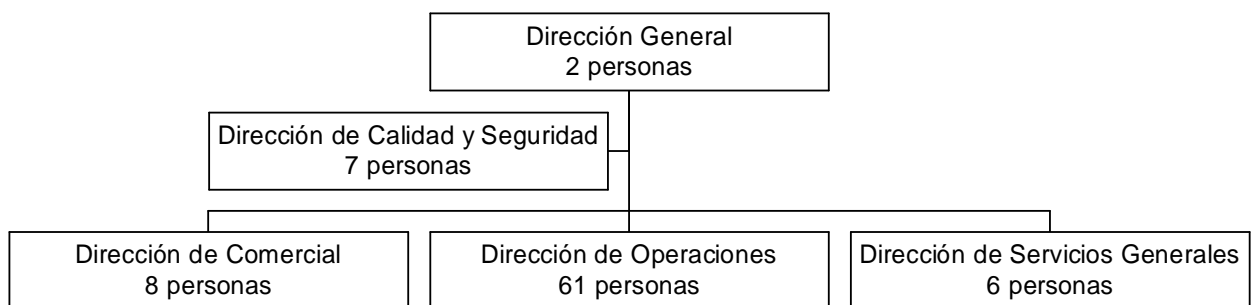 Dirección General
2 personas
Dirección de Calidad y Seguridad
7 personas
Dirección de Comercial
8 personas
Dirección de Operaciones
61 personas
Dirección de Servicios Generales
6 personas